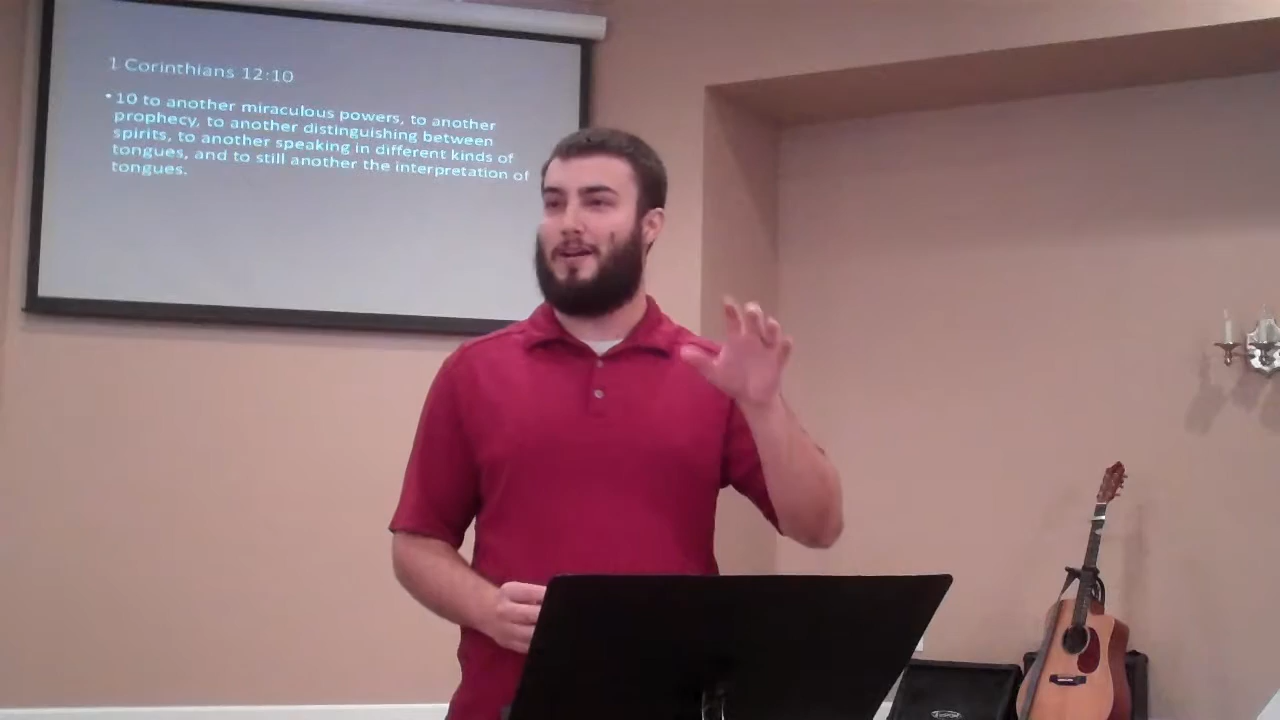 1 Corinthians 12:10
• 10 to another miraculous powers, to another
prophecy, to another distinguishing between
spirits, to another speaking in different kinds of
tongues, and to still another the interpretation of
tongues.